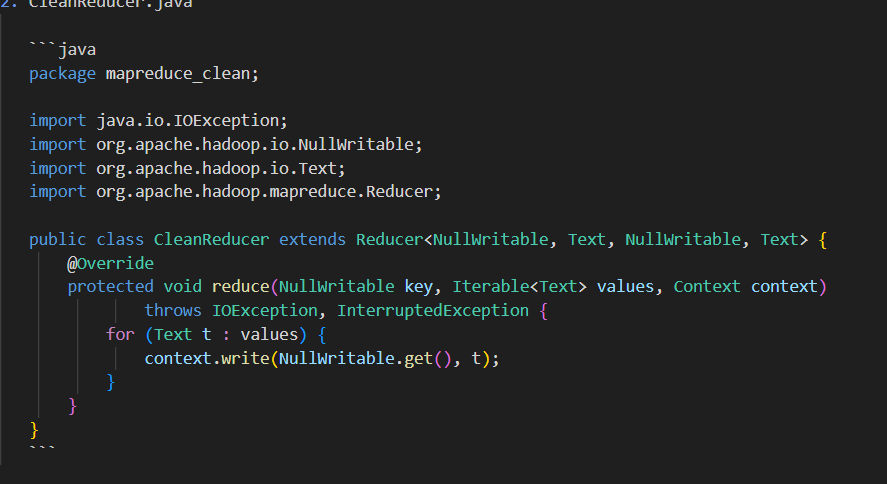 2. CleanReducer.java
```java
package mapreduce_clean;
import java.io.IOException;
import org.apache.hadoop.io.NullWritable;
import org.apache.hadoop.io.Text;
import org.apache.hadoop.mapreduce.Reducer;
public class CleanReducer extends Reducer<NullWritable, Text, NullWritable, Text> {
    @Override
    protected void reduce(NullWritable key, Iterable<Text> values, Context context)
            throws IOException, InterruptedException {
        for (Text t : values) {
            context.write(NullWritable.get(), t);
        }
    }
}
```